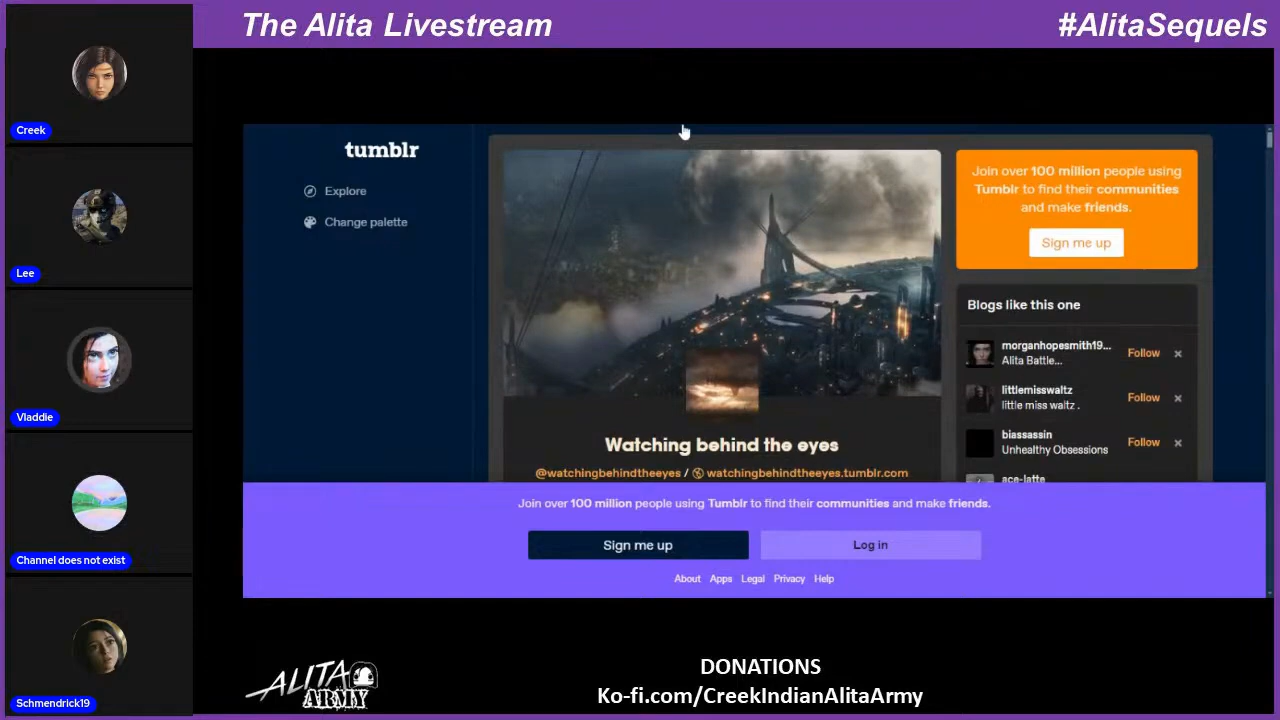 The Alita Livestream
#AlitaSequels
Creek
Lee
Vladdie
Channel does not exist
Schmendrick19
tumblr
Explore
Change palette
Watching behind the eyes
@watchingbehindtheeyes / watchingbehindtheeyes.tumblr.com
Join over 100 million people using
Tumblr to find their communities
and make friends.
Sign me up
Blogs like this one
morganhopesmith19...
Alita Battle...
Follow
littlemisswaltz
little miss waltz .
Follow
biassassin
Unhealthy Obsessions
Follow
ace-latte
Join over 100 million people using Tumblr to find their communities and make friends.
Sign me up
Log in
About Apps Legal Privacy Help
ALITA
ARMY
DONATIONS
Ko-fi.com/CreekIndianAlitaArmy